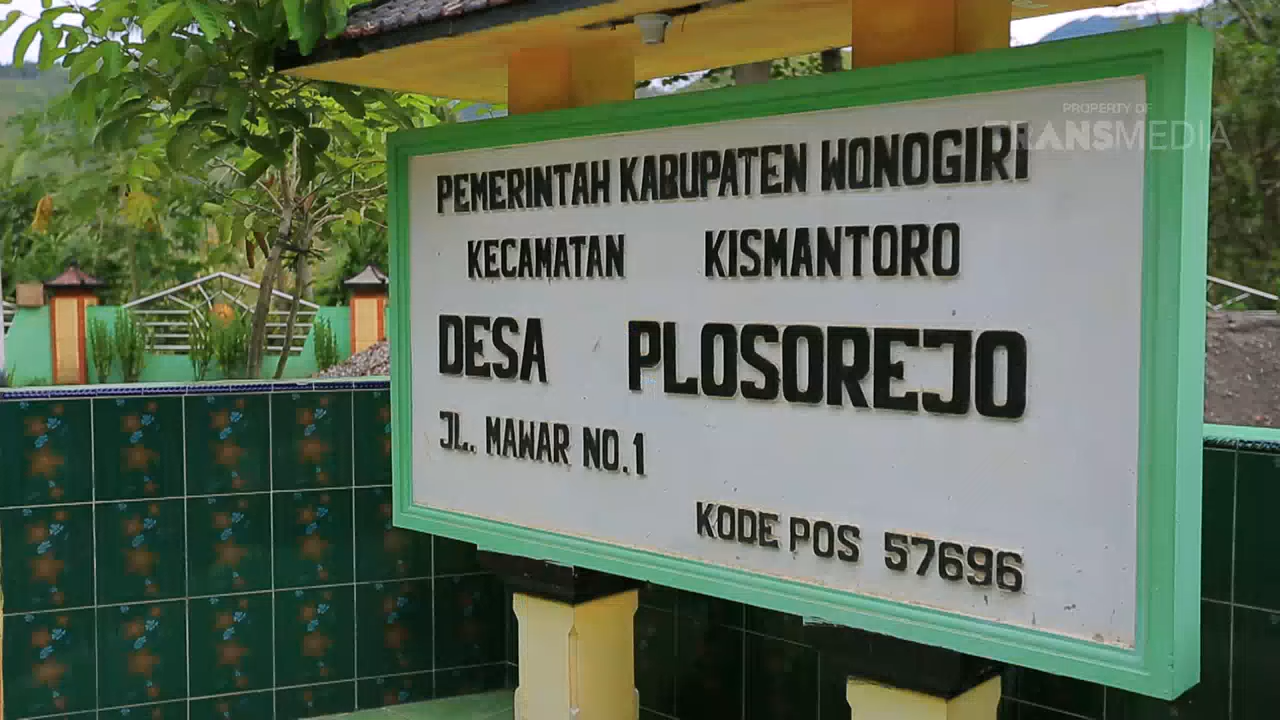 PROPERTY OF
TRANSMEDIA
PEMERINTAH KABUPATEN WONOGIRI
KECAMATAN KISMANTORO
DESA PLOSOREJO
JL. MAWAR NO.1
KODE POS 57696